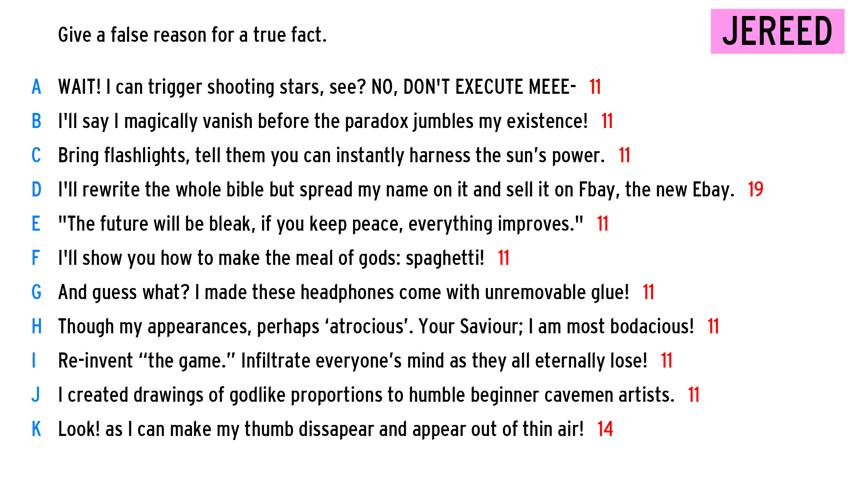 Give a false reason for a true fact.
JEREED
A WAIT! I can trigger shooting stars, see? NO, DON'T EXECUTE MEEE- 11
B I'll say I magically vanish before the paradox jumbles my existence! 11
C Bring flashlights, tell them you can instantly harness the sun’s power. 11
D I'll rewrite the whole bible but spread my name on it and sell it on Fbay, the new Ebay. 19
E "The future will be bleak, if you keep peace, everything improves." 11
F I'll show you how to make the meal of gods: spaghetti! 11
G And guess what? I made these headphones come with unremovable glue! 11
H Though my appearances, perhaps ‘atrocious’. Your Saviour; I am most bodacious! 11
I Re-invent “the game.” Infiltrate everyone’s mind as they all eternally lose! 11
J I created drawings of godlike proportions to humble beginner cavemen artists. 11
K Look! as I can make my thumb dissapear and appear out of thin air! 14